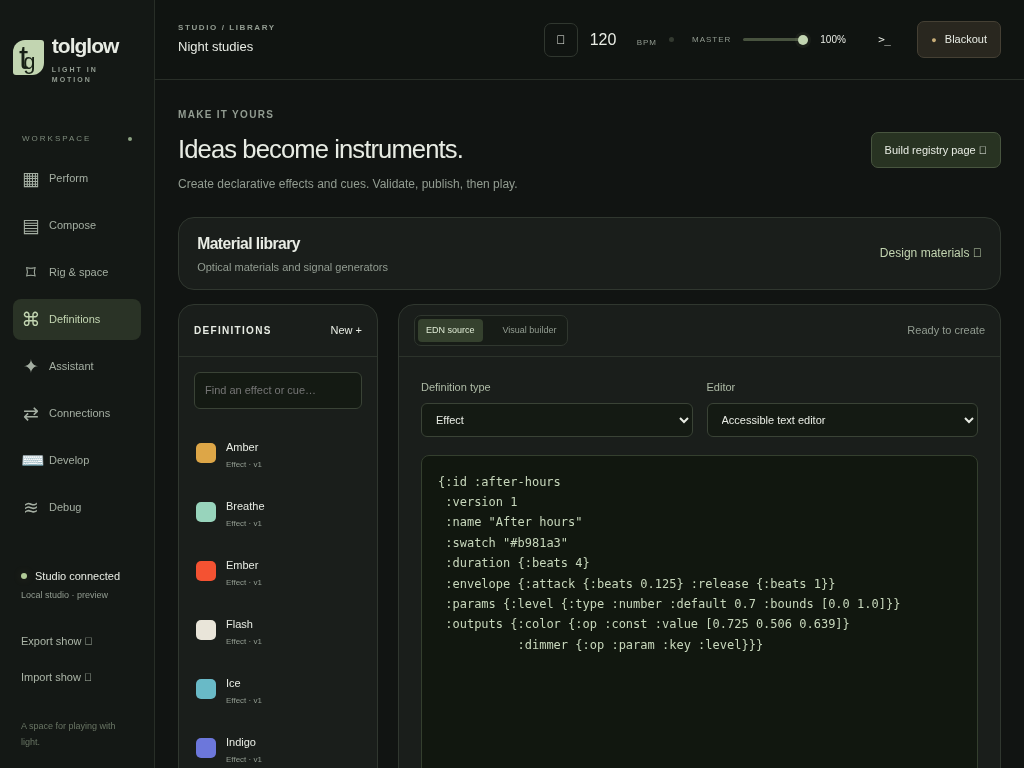 tg tolglow
LIGHT IN
MOTION
WORKSPACE
Perform
Compose
Rig & space
Definitions
Assistant
Connections
Develop
Debug
Studio connected
Local studio · preview
Export show
Import show
A space for playing with
light.
STUDIO / LIBRARY
Night studies
120 BPM
MASTER 100%
>_
Blackout
MAKE IT YOURS
Ideas become instruments.
Create declarative effects and cues. Validate, publish, then play.
Build registry page
Material library
Optical materials and signal generators
Design materials
DEFINITIONS
New +
Find an effect or cue…
Amber
Effect · v1
Breathe
Effect · v1
Ember
Effect · v1
Flash
Effect · v1
Ice
Effect · v1
Indigo
Effect · v1
EDN source
Visual builder
Ready to create
Definition type
Effect
Editor
Accessible text editor
{:id :after-hours
 :version 1
 :name "After hours"
 :swatch "#b981a3"
 :duration {:beats 4}
 :envelope {:attack {:beats 0.125} :release {:beats 1}}
 :params {:level {:type :number :default 0.7 :bounds [0.0 1.0]}}
 :outputs {:color {:op :const :value [0.725 0.506 0.639]}
           :dimmer {:op :param :key :level}}}